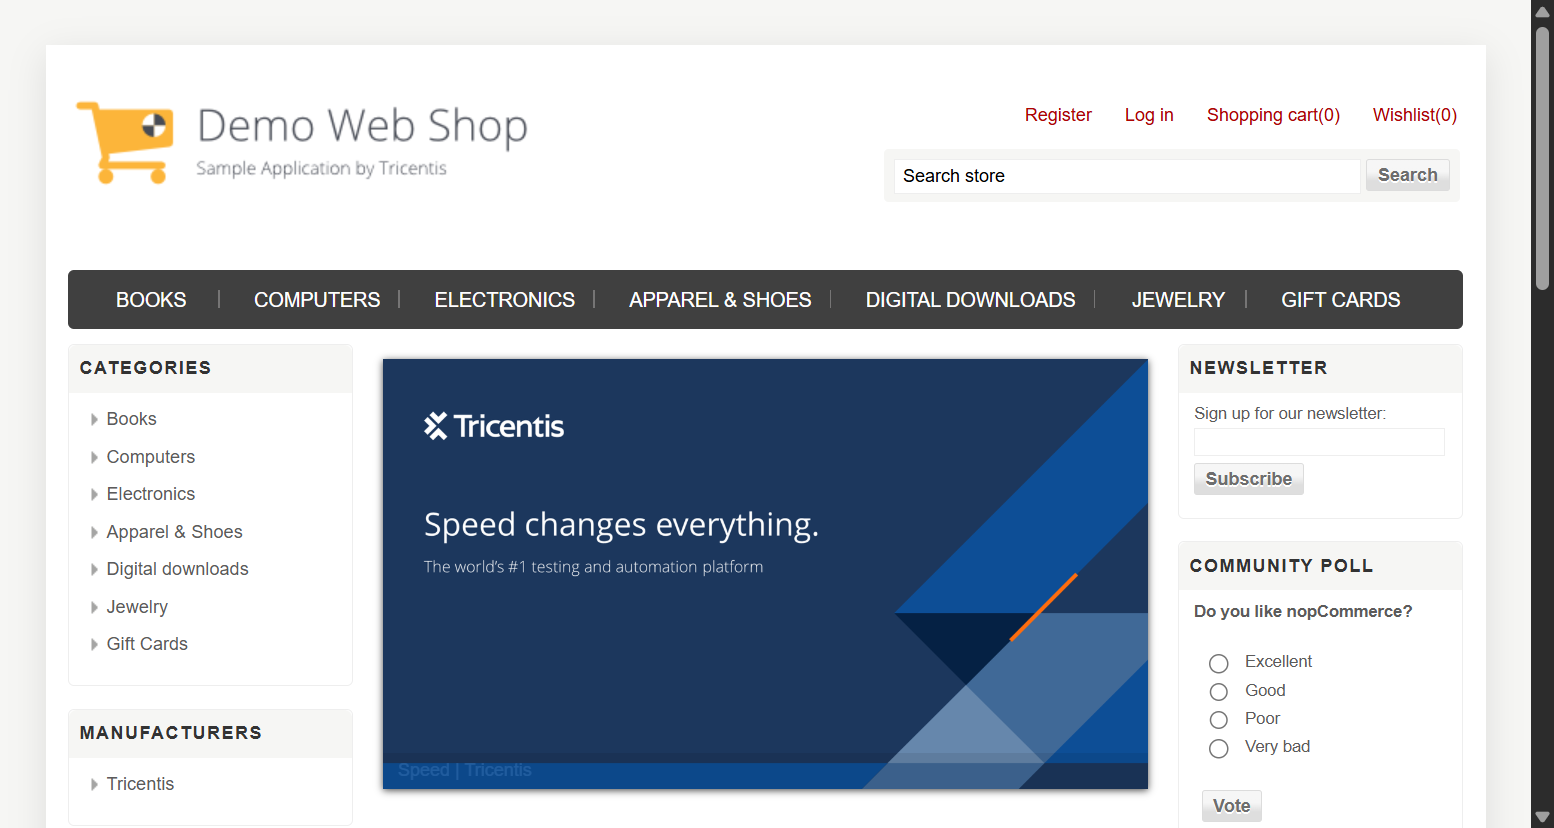 Demo Web Shop
Sample Application by Tricentis
Register Log in Shopping cart(0) Wishlist(0)
Search store Search
BOOKS COMPUTERS ELECTRONICS APPAREL & SHOES DIGITAL DOWNLOADS JEWELRY GIFT CARDS
CATEGORIES
Books
Computers
Electronics
Apparel & Shoes
Digital downloads
Jewelry
Gift Cards
MANUFACTURERS
Tricentis
Tricentis
Speed changes everything.
The world's #1 testing and automation platform
Speed | Tricentis
NEWSLETTER
Sign up for our newsletter:
Subscribe
COMMUNITY POLL
Do you like nopCommerce?
Excellent
Good
Poor
Very bad
Vote